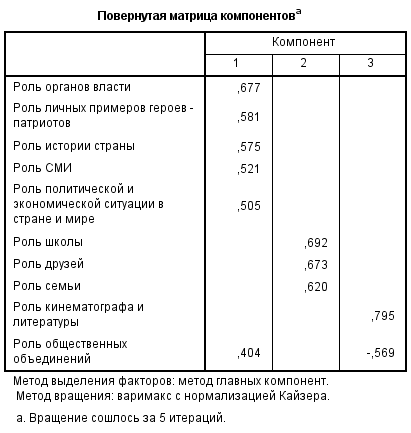 Повернутая матрица компонентовa
Компонент
1 2 3
Роль органов власти ,677
Роль личных примеров героев -
патриотов ,581
Роль истории страны ,575
Роль СМИ ,521
Роль политической и
экономической ситуации в
стране и мире ,505
Роль школы ,692
Роль друзей ,673
Роль семьи ,620
Роль кинематографа и
литературы ,795
Роль общественных
объединений ,404 -,569
Метод выделения факторов: метод главных компонент.
Метод вращения: варимакс с нормализацией Кайзера.
a. Вращение сошлось за 5 итераций.